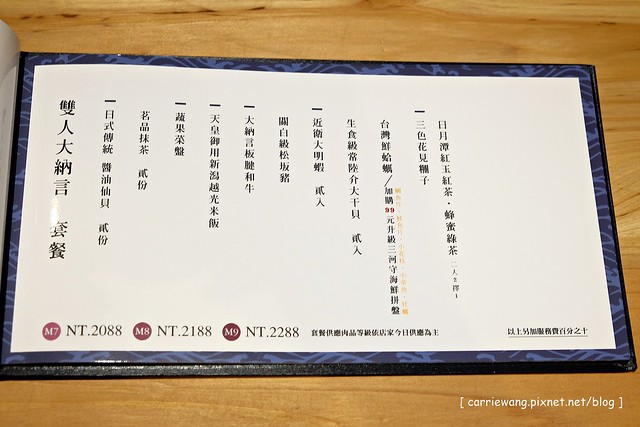 雙人大納言 套餐
日式傳統 醬油仙貝 貳份
茗品抹茶 貳份
蔬果菜盤
天皇御用新潟越光米飯
大納言板腱和牛
關白級松坂豬
近衛大明蝦 貳入
生食級常陸介大干貝 貳入
台灣鮮蛤蠣／加購99元升級三河守海鮮拼盤
三色花見糰子
日月潭紅玉紅茶・蜂蜜綠茶 二人2擇1
M7 NT.2088 M8 NT.2188 M9 NT.2288 套餐供應肉品等級依店家今日供應為主
以上另加服務費百分之十
[ carriewang.pixnet.net/blog ]